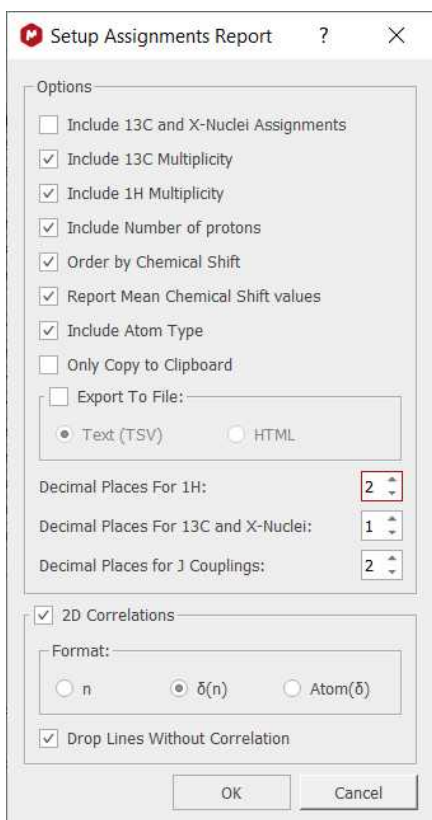 Setup Assignments Report ?
Options
Include 13C and X-Nuclei Assignments
Include 13C Multiplicity
Include 1H Multiplicity
Include Number of protons
Order by Chemical Shift
Report Mean Chemical Shift values
Include Atom Type
Only Copy to Clipboard
Export To File:
Text (TSV) HTML
Decimal Places For 1H: 2
Decimal Places For 13C and X-Nuclei: 1
Decimal Places for J Couplings: 2
2D Correlations
Format:
n δ(n) Atom(δ)
Drop Lines Without Correlation
OK Cancel